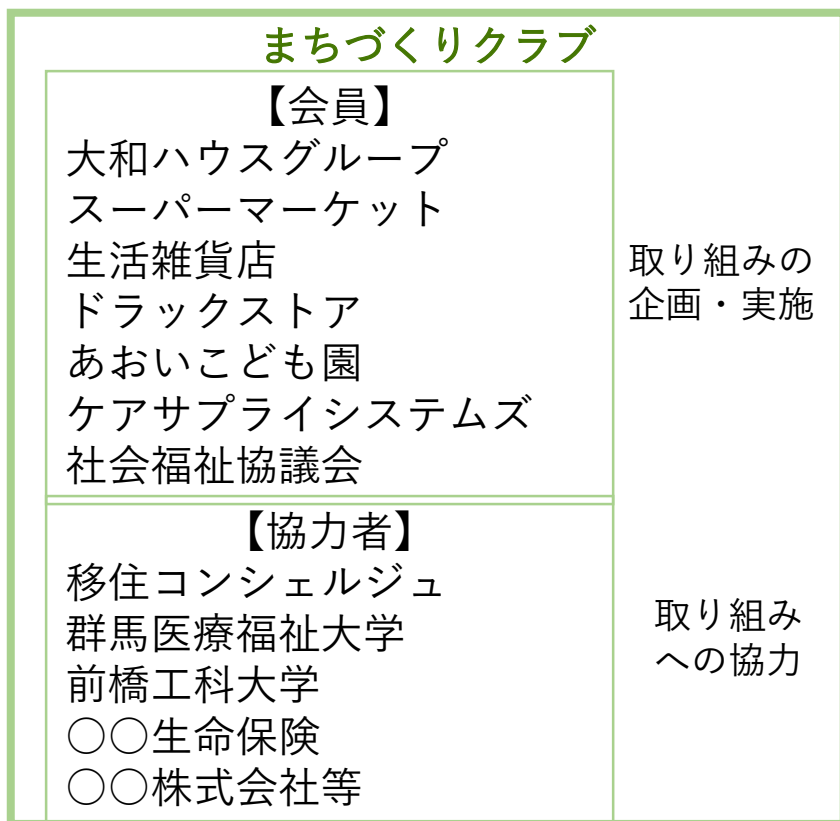 まちづくりクラブ
【会員】
大和ハウスグループ
スーパーマーケット
生活雑貨店
ドラックストア
あおいこども園
ケアサプライシステムズ
社会福祉協議会
取り組みの
企画・実施
【協力者】
移住コンシェルジュ
群馬医療福祉大学
前橋工科大学
○○生命保険
○○株式会社等
取り組み
への協力